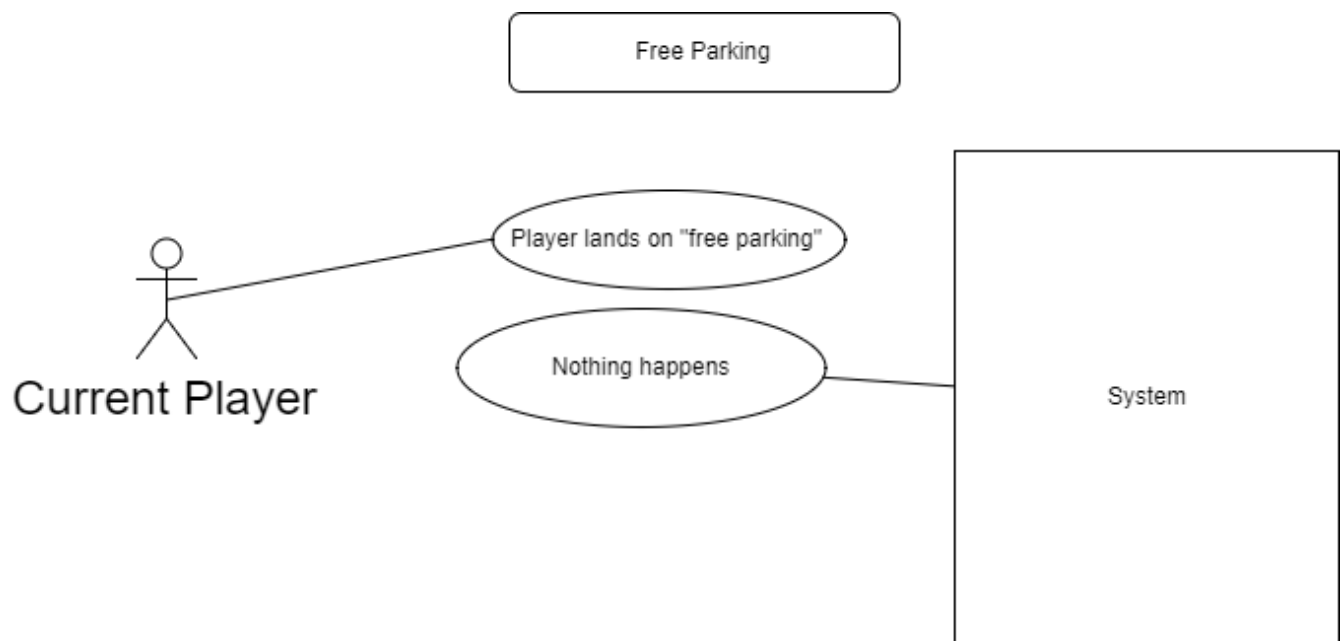 Free Parking
Player lands on "free parking"
Nothing happens
Current Player
System